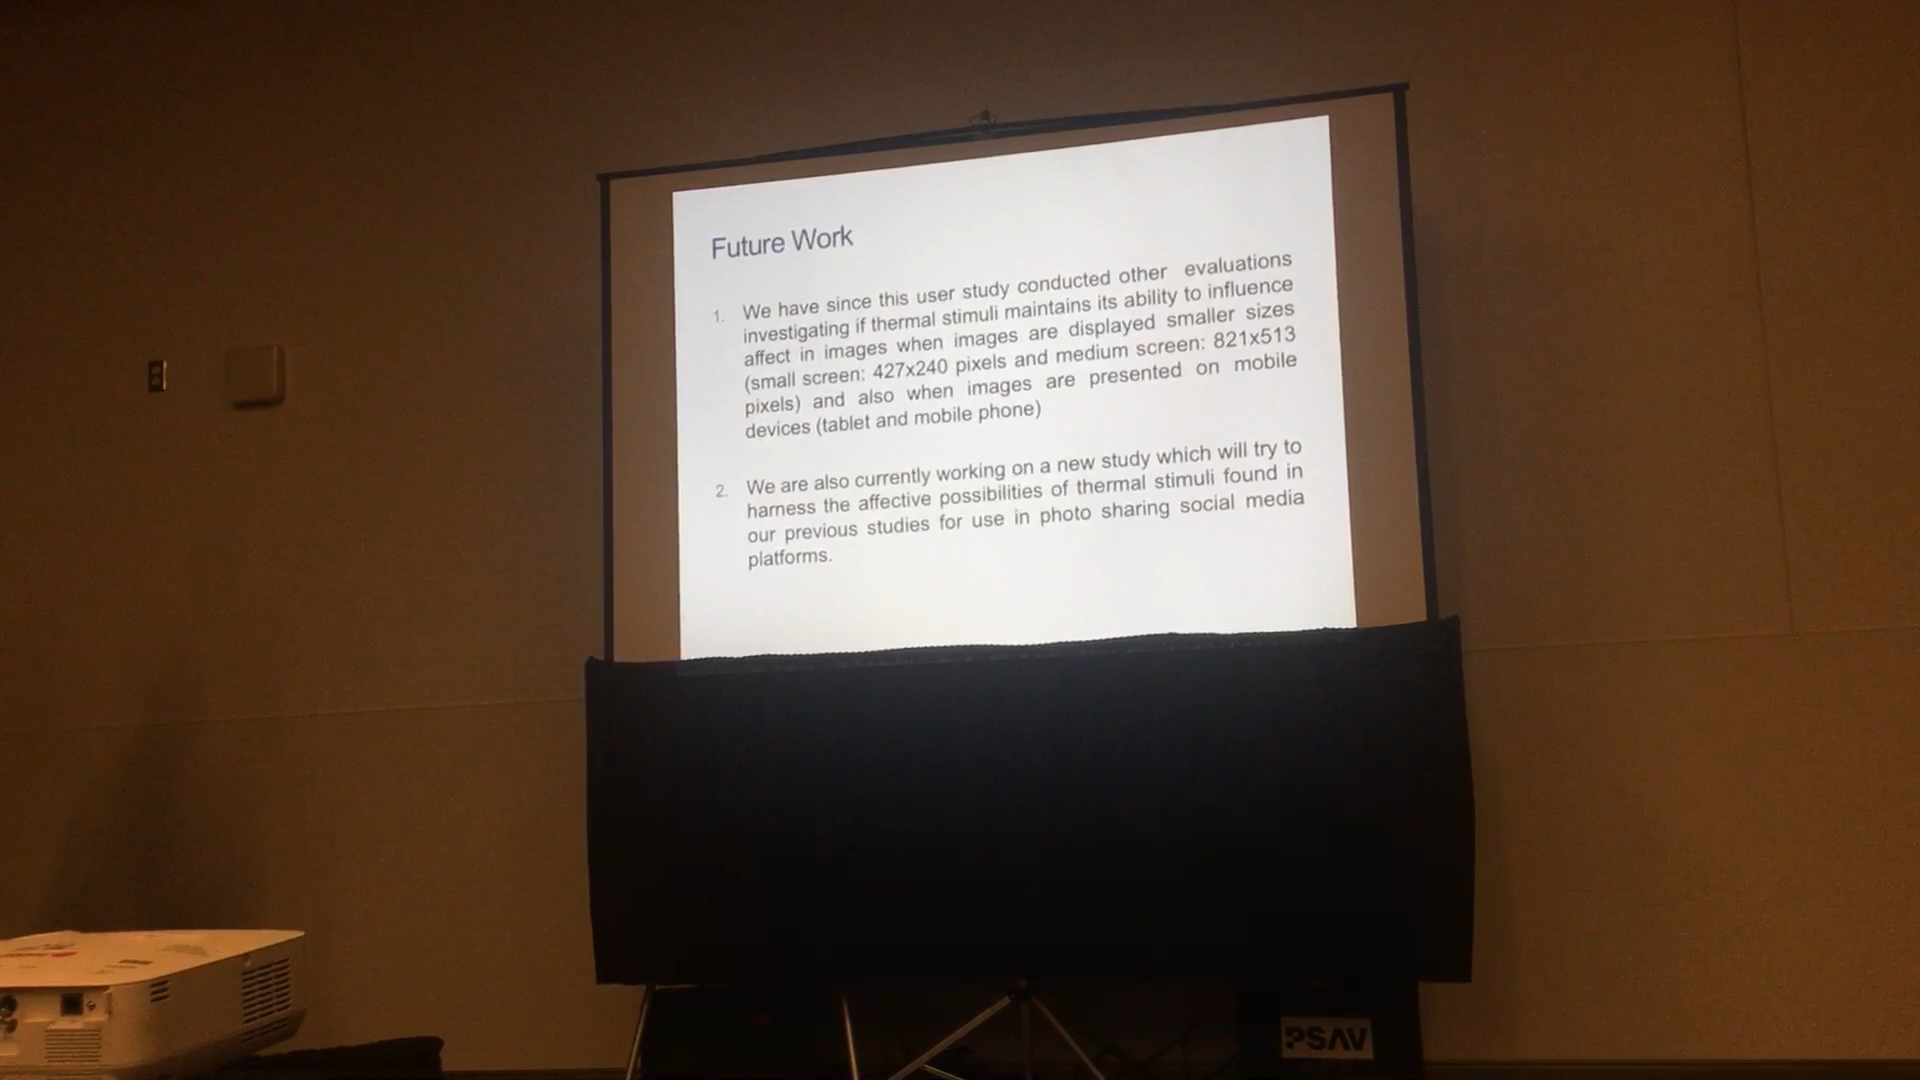 Future Work
1. We have since this user study conducted other evaluations
investigating if thermal stimuli maintains its ability to influence
affect in images when images are displayed smaller sizes
(small screen: 427x240 pixels and medium screen: 821x513
pixels) and also when images are presented on mobile
devices (tablet and mobile phone)
2. We are also currently working on a new study which will try to
harness the affective possibilities of thermal stimuli found in
our previous studies for use in photo sharing social media
platforms.
PSAV